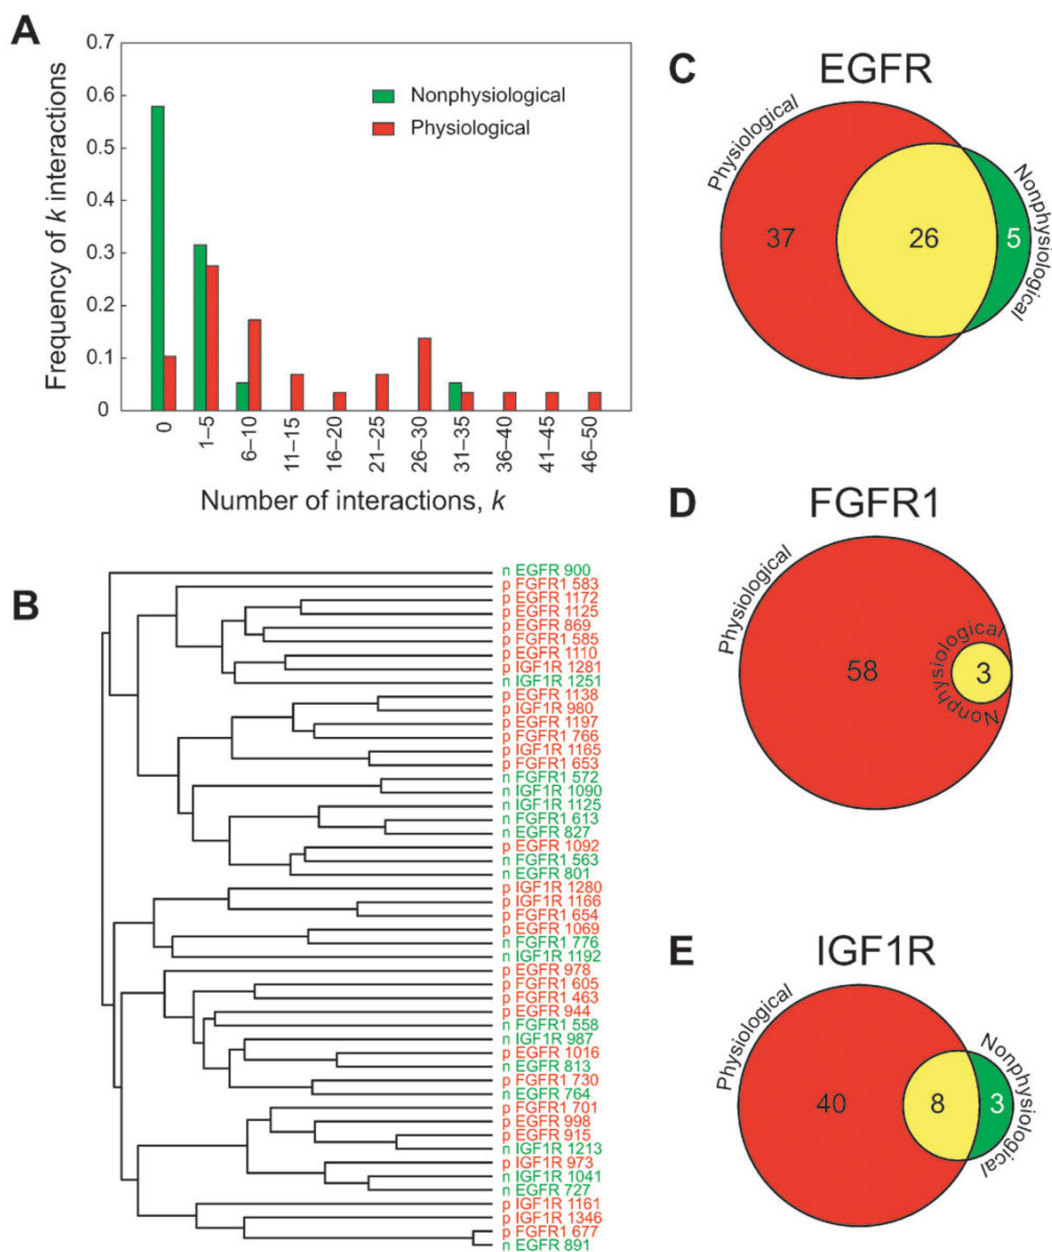 A
0.7
0.6
0.5
0.4
0.3
0.2
0.1
0
Frequency of k interactions
Nonphysiological
Physiological
0
1–5
6–10
11–15
16–20
21–25
26–30
31–35
36–40
41–45
46–50
Number of interactions, k
B
n EGFR 900
p FGFR1 583
p EGFR 1172
p EGFR 1125
p EGFR 869
p FGFR1 585
p EGFR 1110
p IGF1R 1281
n IGF1R 1251
p EGFR 1138
p IGF1R 980
p EGFR 1197
p FGFR1 766
p IGF1R 1165
p FGFR1 653
n FGFR1 572
n IGF1R 1090
n IGF1R 1125
n FGFR1 613
n EGFR 827
p EGFR 1092
n FGFR1 563
n EGFR 801
p IGF1R 1280
p IGF1R 1166
p FGFR1 654
p EGFR 1069
n FGFR1 776
n IGF1R 1192
p EGFR 978
p FGFR1 605
p FGFR1 463
p EGFR 944
n FGFR1 558
n IGF1R 987
p EGFR 1016
n EGFR 813
p FGFR1 730
n EGFR 764
p FGFR1 701
p EGFR 998
p EGFR 915
n IGF1R 1213
p IGF1R 973
n IGF1R 1041
n EGFR 727
p IGF1R 1161
p IGF1R 1346
p FGFR1 677
n EGFR 891
C
EGFR
Physiological
Nonphysiological
37
26
5
D
FGFR1
Physiological
Nonphysiological
58
3
Nonp
E
IGF1R
Physiological
Nonphysiological
40
8
3